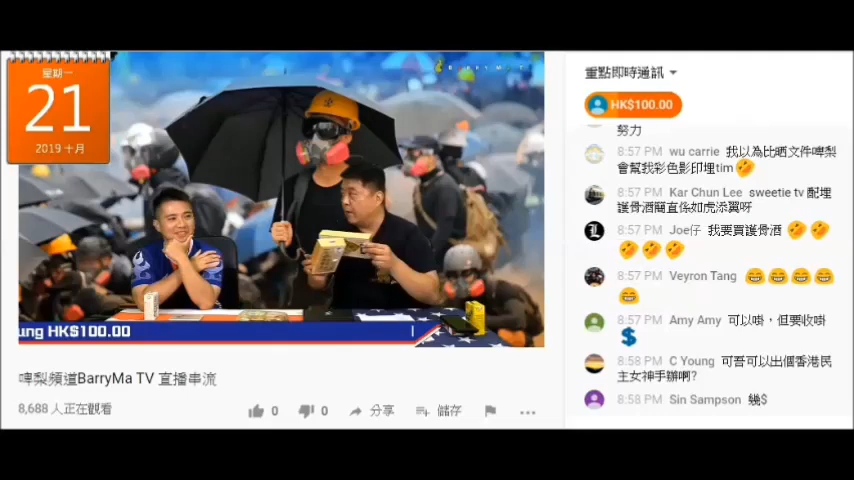 星期一
21
2019 十月
BARRYMA TV
ung HK$100.00
啤梨頻道BarryMa TV 直播串流
8,688 人正在觀看
0
0
分享
儲存
重點即時通訊
HK$100.00
努力
8:57 PM wu carrie 我以為比晒文件啤梨
會幫我彩色影印埋tim
8:57 PM Kar Chun Lee sweetie tv 配埋
護骨酒簡直係如虎添翼呀
8:57 PM Joe仔 我要買護骨酒
8:57 PM Veyron Tang
8:57 PM Amy Amy 可以啩，但要收啩
8:58 PM C Young 可吾可以出個香港民
主女神手辦啊?
8:58 PM Sin Sampson 幾$